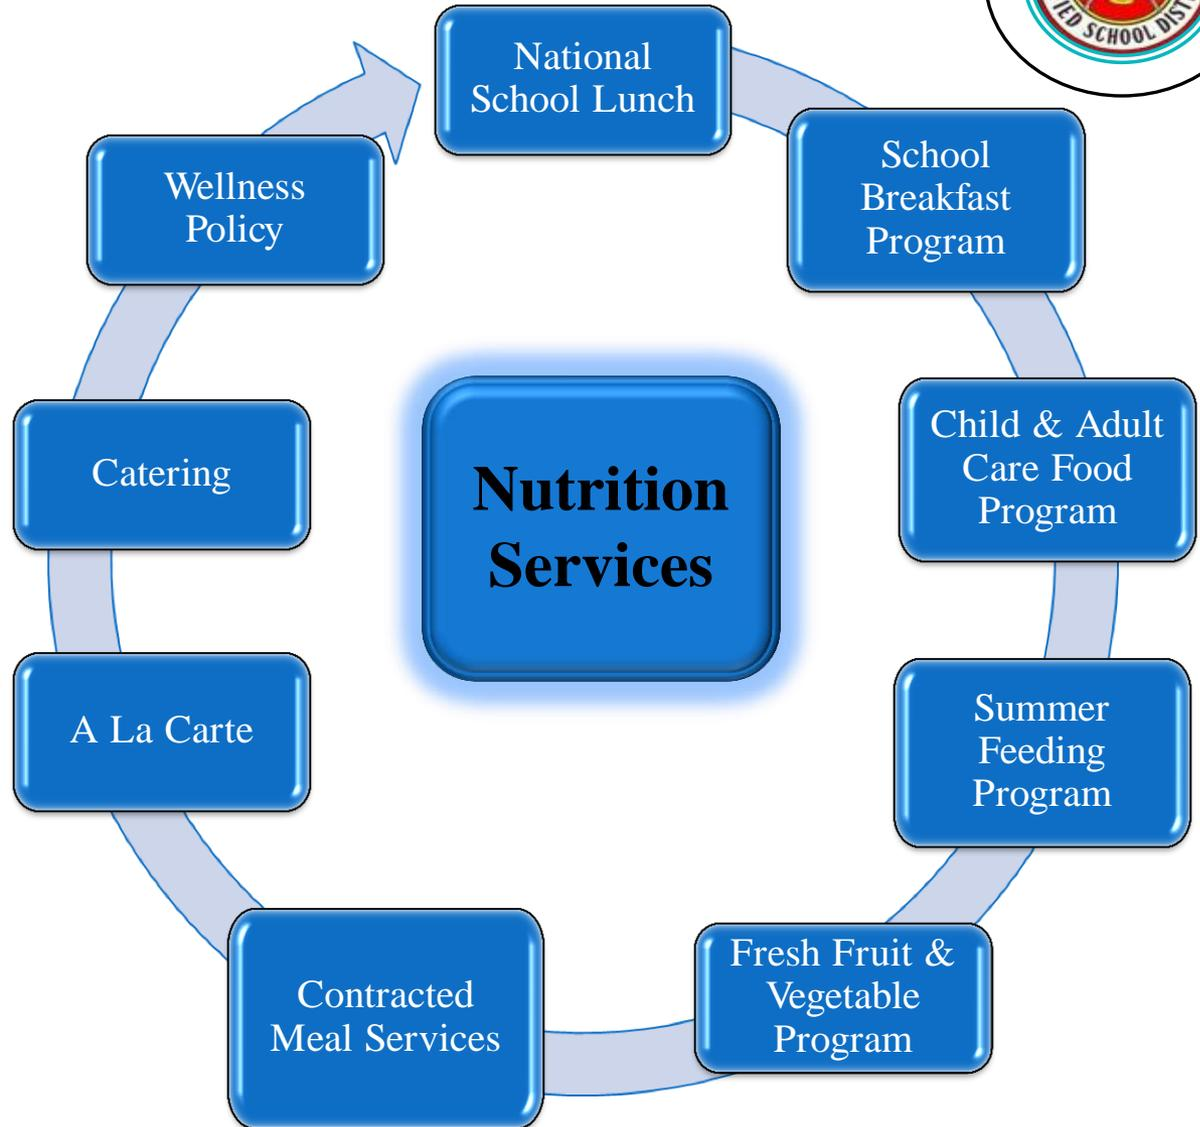 IED SCHOOL DIST
National
School Lunch
School
Breakfast
Program
Child & Adult
Care Food
Program
Summer
Feeding
Program
Fresh Fruit &
Vegetable
Program
Contracted
Meal Services
A La Carte
Catering
Wellness
Policy
Nutrition
Services